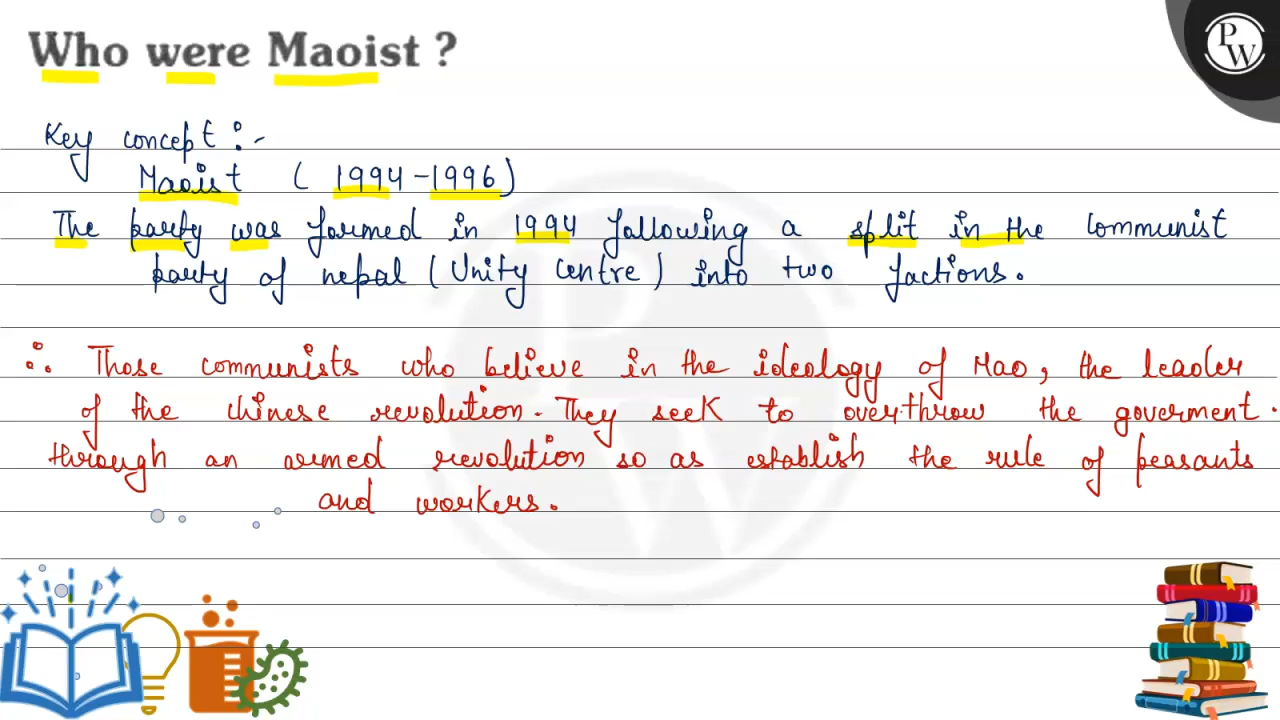 Who were Maoist ?
PW
Key concept :-
Maoist ( 1994-1996)
The party was formed in 1994 following a split in the communist
party of nepal (Unity Centre) into two factions.
∴ Those communists who believe in the ideology of Mao, the leader
of the chinese revolution. They seek to overthrow the goverment.
through an armed revolution so as establish the rule of peasants
and workers.